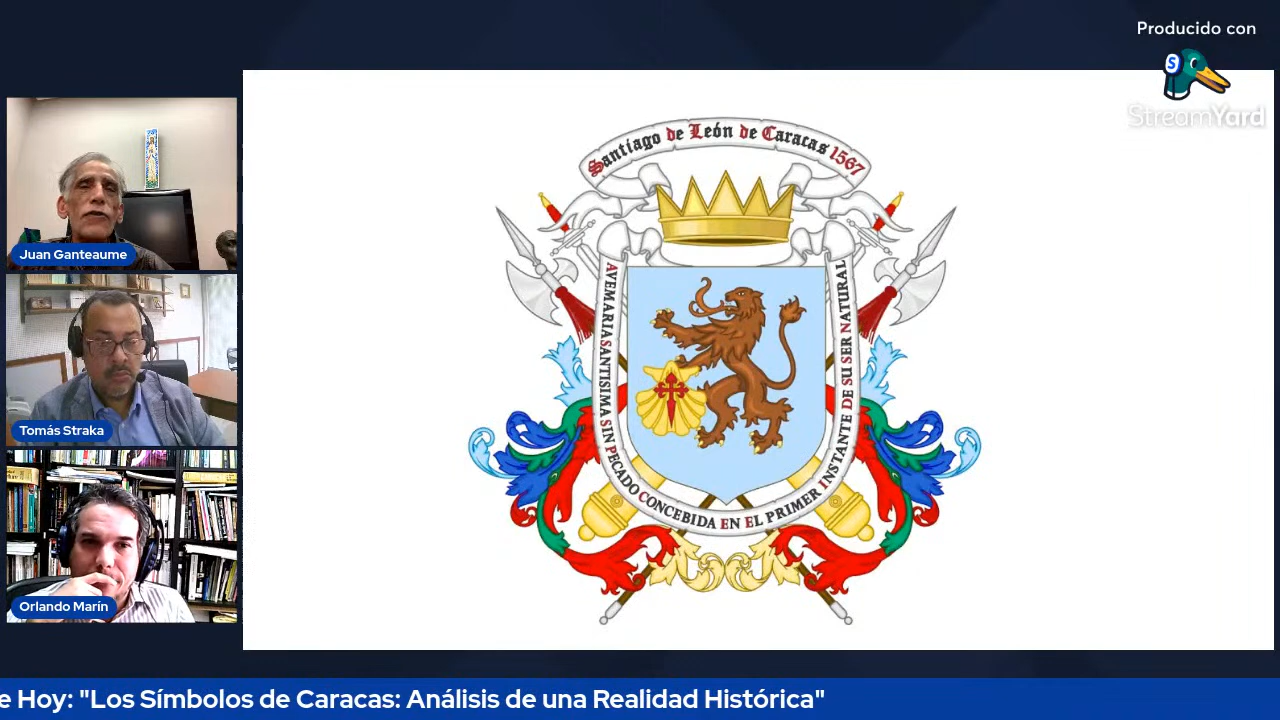 Producido con
StreamYard
Santiago de León de Caracas 1567
AVEMARIA SANTISIMA SIN PECADO CONCEBIDA EN EL PRIMER INSTANTE DE SU SER NATURAL
Juan Ganteaume
Tomás Straka
Orlando Marín
e Hoy: "Los Símbolos de Caracas: Análisis de una Realidad Histórica"